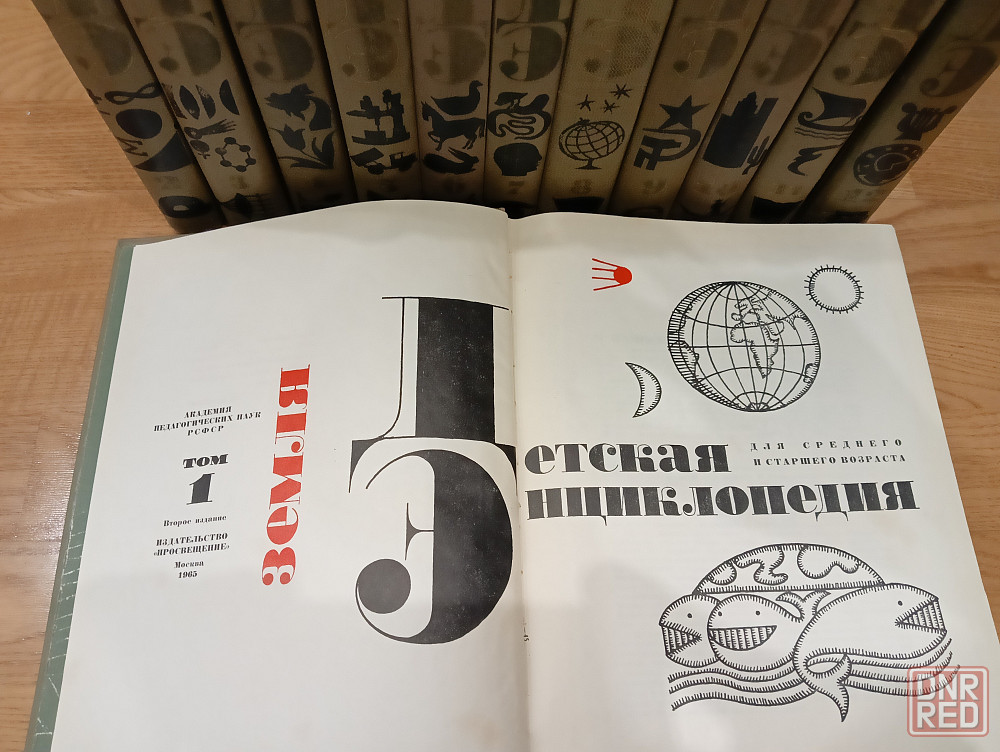 АКАДЕМИЯ
ПЕДАГОГИЧЕСКИХ НАУК
РСФСР
ТОМ
1
Второе издание
ИЗДАТЕЛЬСТВО
«ПРОСВЕЩЕНИЕ»
Москва
1965
земля
Детская
Энциклопедия
ДЛЯ СРЕДНЕГО
И СТАРШЕГО ВОЗРАСТА
DNR
RED